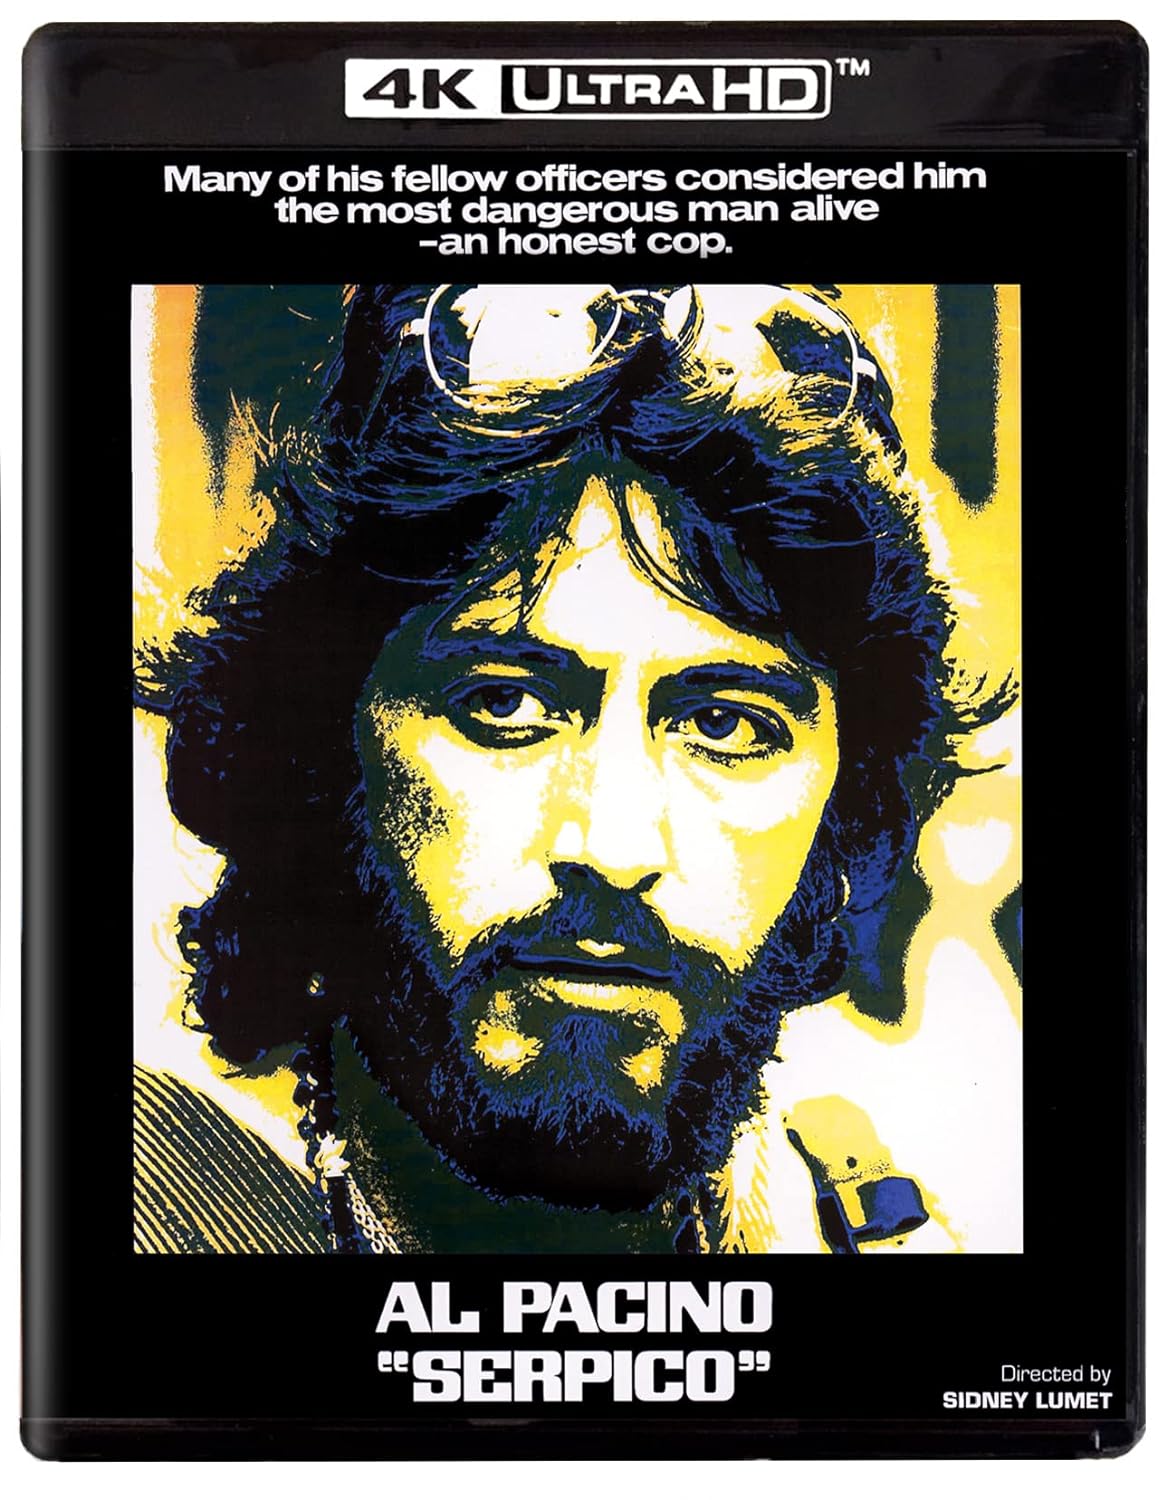 4K ULTRA HD™
Many of his fellow officers considered him
the most dangerous man alive
–an honest cop.
AL PACINO
“SERPICO”
Directed by
SIDNEY LUMET